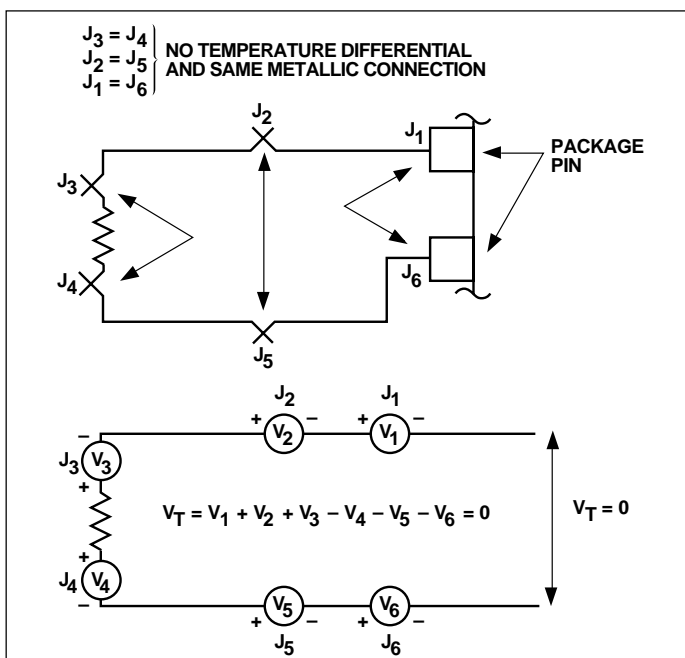 J3 = J4
J2 = J5
J1 = J6
NO TEMPERATURE DIFFERENTIAL
AND SAME METALLIC CONNECTION
J2
J1
PACKAGE
PIN
J3
J4
J6
J5
J2
J1
+ V2 –
+ V1 –
–
J3 V3
+
VT = V1 + V2 + V3 – V4 – V5 – V6 = 0
VT = 0
+
J4 V4
–
+ V5 –
+ V6 –
J5
J6